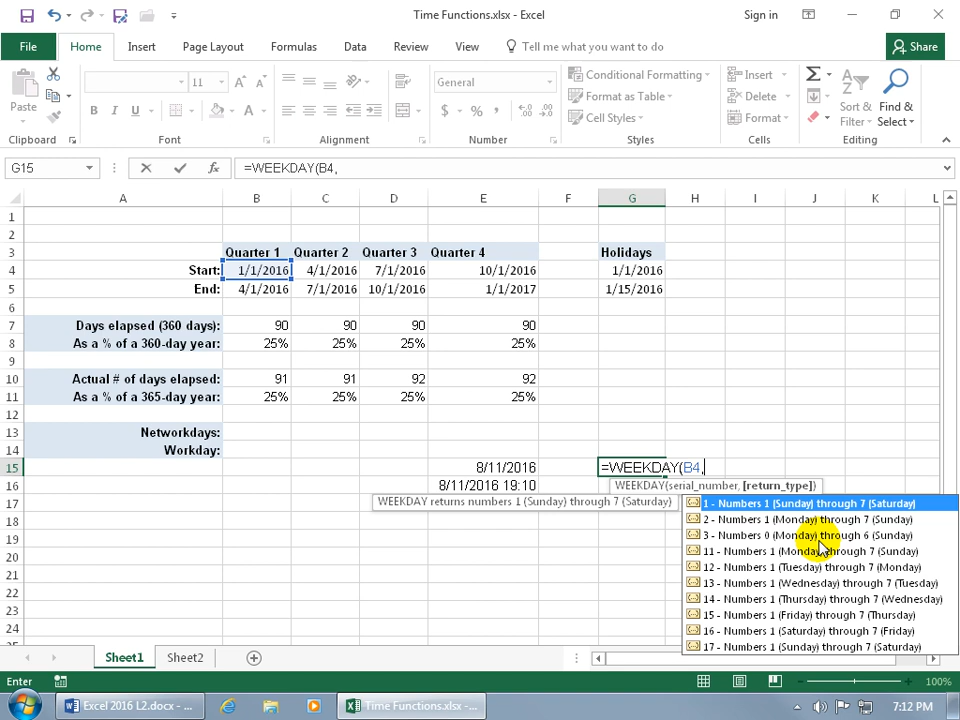 Time Functions.xlsx - Excel
Sign in
File Home Insert Page Layout Formulas Data Review View Tell me what you want to do Share
Paste
11
B I U
A A
General
$ % ,
Conditional Formatting
Format as Table
Cell Styles
Insert
Delete
Format
Sort & Filter
Find & Select
Clipboard Font Alignment Number Styles Cells Editing
G15 fx =WEEKDAY(B4,
A B C D E F G H I J K L
1
2
3 Quarter 1 Quarter 2 Quarter 3 Quarter 4 Holidays
4 Start: 1/1/2016 4/1/2016 7/1/2016 10/1/2016 1/1/2016
5 End: 4/1/2016 7/1/2016 10/1/2016 1/1/2017 1/15/2016
6
7 Days elapsed (360 days): 90 90 90 90
8 As a % of a 360-day year: 25% 25% 25% 25%
9
10 Actual # of days elapsed: 91 91 92 92
11 As a % of a 365-day year: 25% 25% 25% 25%
12
13 Networkdays:
14 Workday:
15 8/11/2016 =WEEKDAY(B4,
16 8/11/2016 19:10 WEEKDAY(serial_number, [return_type])
17 WEEKDAY returns numbers 1 (Sunday) through 7 (Saturday)
18
19
20
21
22
23
24
1 - Numbers 1 (Sunday) through 7 (Saturday)
2 - Numbers 1 (Monday) through 7 (Sunday)
3 - Numbers 0 (Monday) through 6 (Sunday)
11 - Numbers 1 (Monday) through 7 (Sunday)
12 - Numbers 1 (Tuesday) through 7 (Monday)
13 - Numbers 1 (Wednesday) through 7 (Tuesday)
14 - Numbers 1 (Thursday) through 7 (Wednesday)
15 - Numbers 1 (Friday) through 7 (Thursday)
16 - Numbers 1 (Saturday) through 7 (Friday)
17 - Numbers 1 (Sunday) through 7 (Saturday)
Sheet1 Sheet2
Enter 100%
Excel 2016 L2.docx - ...
Time Functions.xlsx -...
7:12 PM